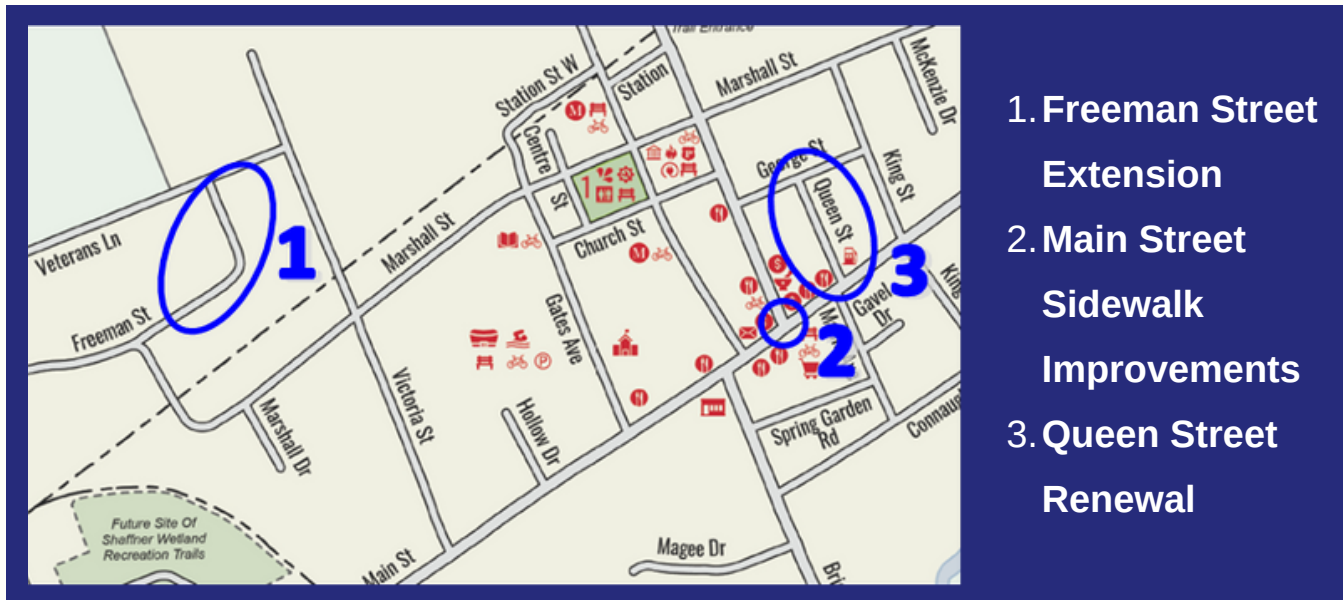 Trail Entrance
Station St W
Station
Marshall St
McKenzie Dr
M
Centre
St
George St
King St
1
Queen St
Veterans Ln
1
Marshall St
Church St
M
$
3
Freeman St
Gates Ave
Gavel
Dr
King
2
Victoria St
P
Marshall Dr
Hollow Dr
Spring Garden
Rd
Future Site Of
Shaffner Wetland
Recreation Trails
Main St
Magee Dr
1. Freeman Street
Extension
2. Main Street
Sidewalk
Improvements
3. Queen Street
Renewal